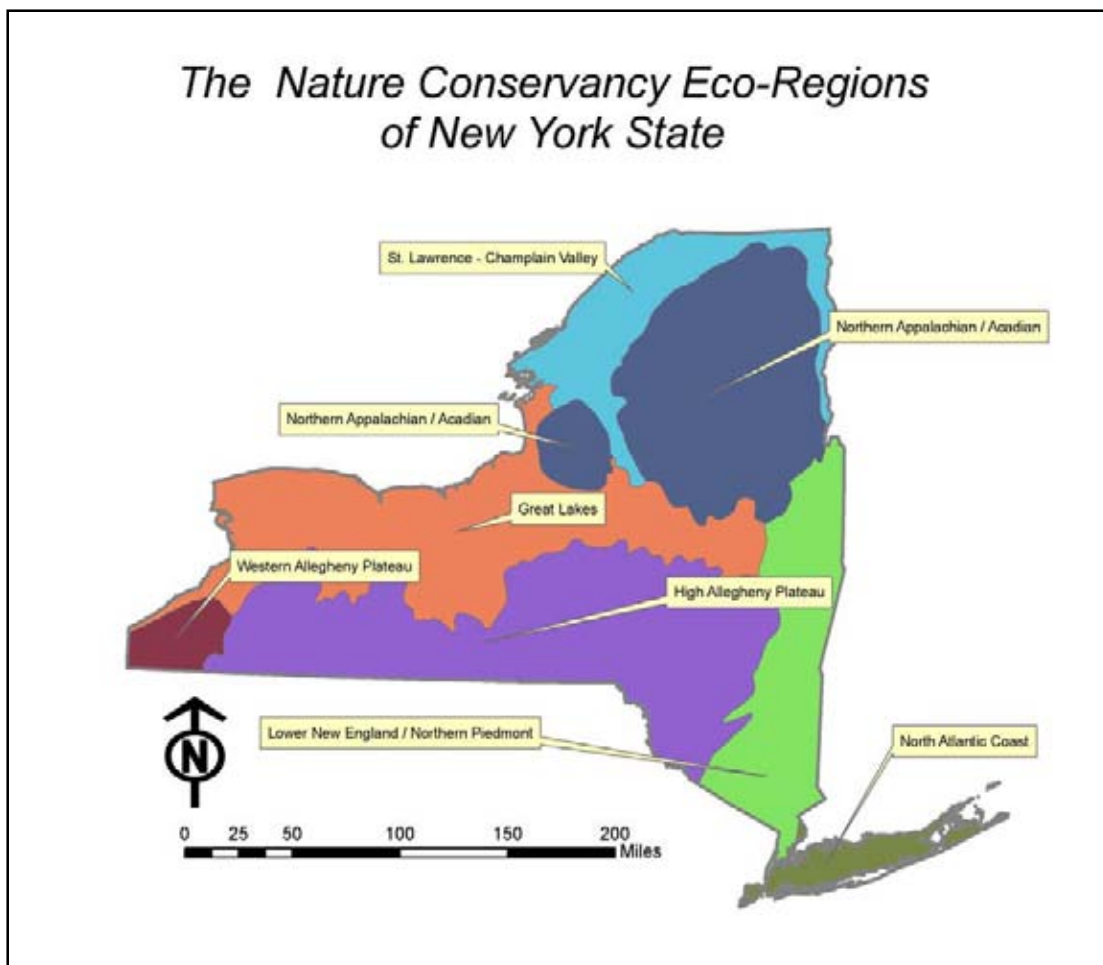 The Nature Conservancy Eco-Regions
of New York State
St. Lawrence - Champlain Valley
Northern Appalachian / Acadian
Northern Appalachian / Acadian
Great Lakes
Western Allegheny Plateau
High Allegheny Plateau
Lower New England / Northern Piedmont
North Atlantic Coast
N
0 25 50 100 150 200
Miles